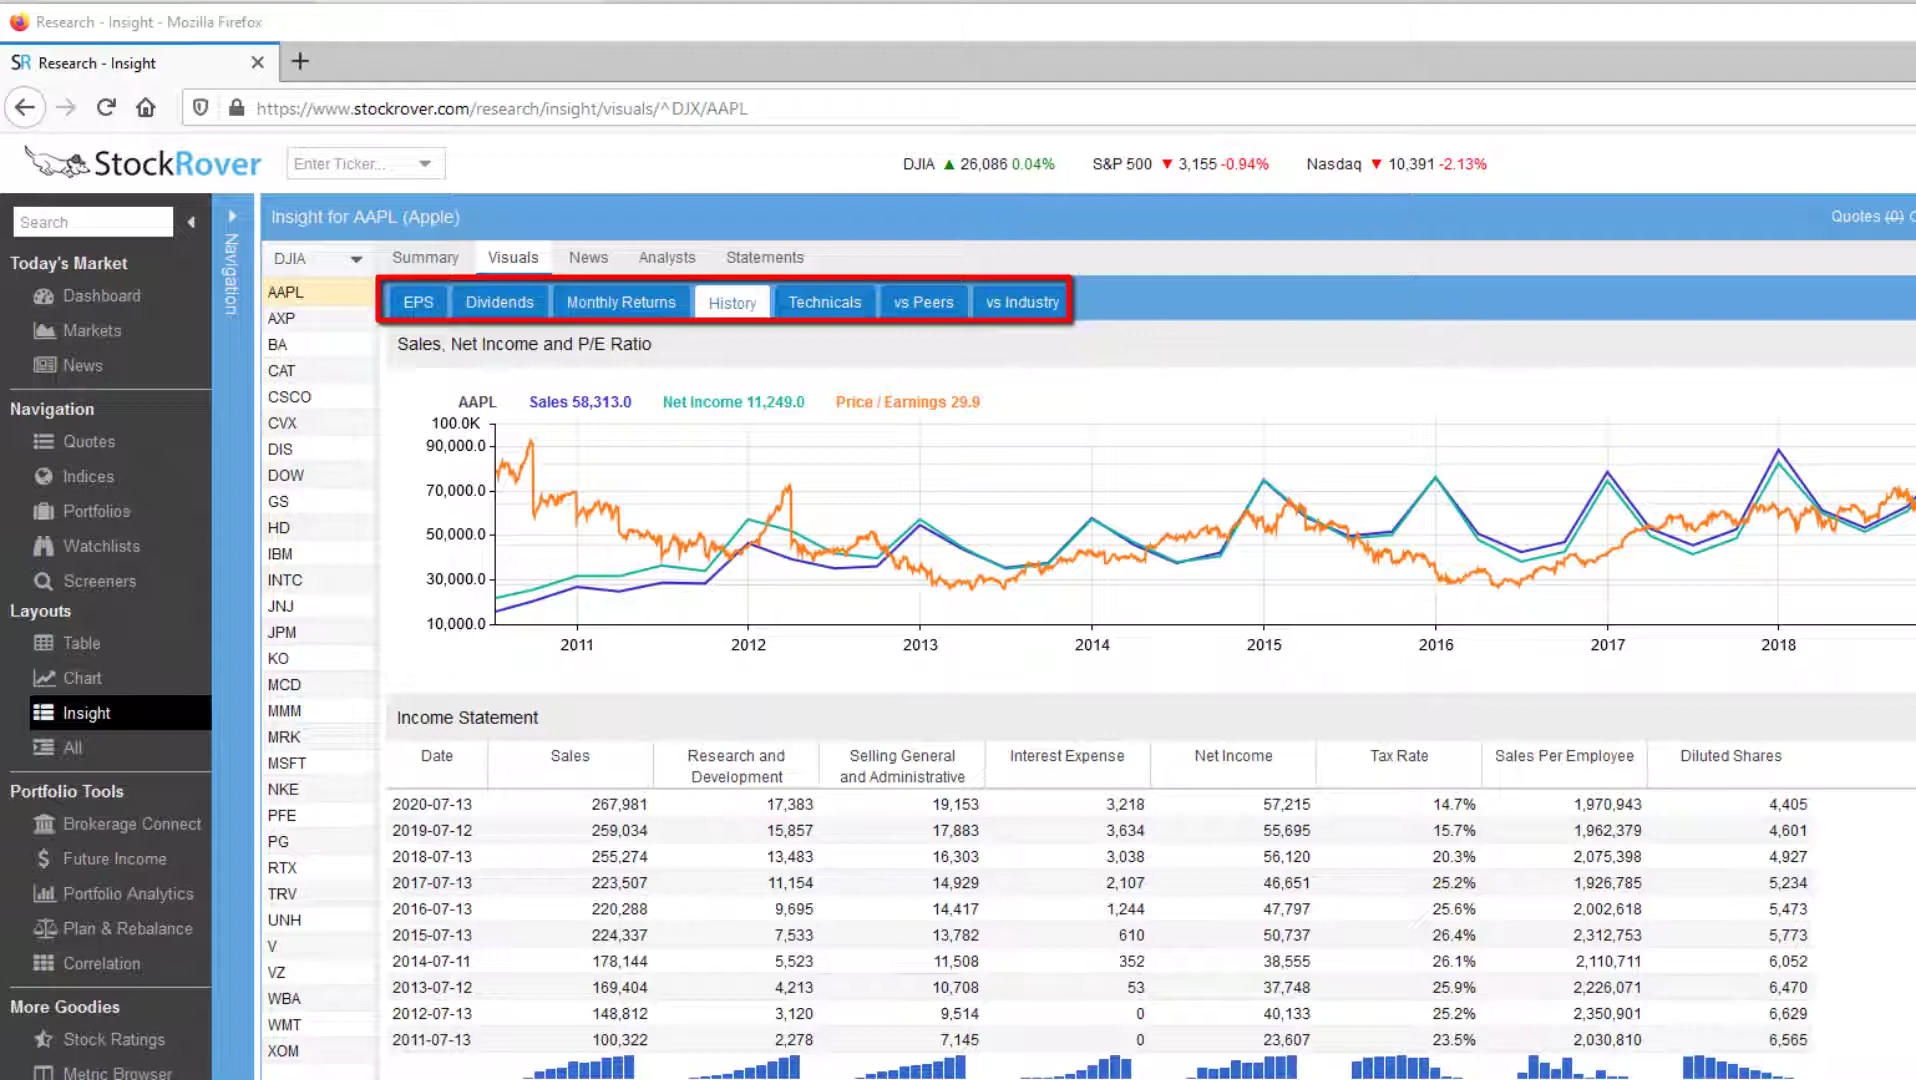 Research - Insight - Mozilla Firefox
SR Research - Insight
https://www.stockrover.com/research/insight/visuals/^DJX/AAPL
StockRover
Enter Ticker...
DJIA ▲ 26,086 0.04% S&P 500 ▼ 3,155 -0.94% Nasdaq ▼ 10,391 -2.13%
Search
Today's Market
Dashboard
Markets
News
Navigation
Quotes
Indices
Portfolios
Watchlists
Screeners
Layouts
Table
Chart
Insight
All
Portfolio Tools
Brokerage Connect
Future Income
Portfolio Analytics
Plan & Rebalance
Correlation
More Goodies
Stock Ratings
Metric Browser
Navigation
Insight for AAPL (Apple)
Quotes (0)
DJIA
AAPL
AXP
BA
CAT
CSCO
CVX
DIS
DOW
GS
HD
IBM
INTC
JNJ
JPM
KO
MCD
MMM
MRK
MSFT
NKE
PFE
PG
RTX
TRV
UNH
V
VZ
WBA
WMT
XOM
Summary Visuals News Analysts Statements
EPS Dividends Monthly Returns History Technicals vs Peers vs Industry
Sales, Net Income and P/E Ratio
AAPL Sales 58,313.0 Net Income 11,249.0 Price / Earnings 29.9
100.0K
90,000.0
70,000.0
50,000.0
30,000.0
10,000.0
2011 2012 2013 2014 2015 2016 2017 2018
Income Statement
Date Sales Research and Development Selling General and Administrative Interest Expense Net Income Tax Rate Sales Per Employee Diluted Shares
2020-07-13 267,981 17,383 19,153 3,218 57,215 14.7% 1,970,943 4,405
2019-07-12 259,034 15,857 17,883 3,634 55,695 15.7% 1,962,379 4,601
2018-07-13 255,274 13,483 16,303 3,038 56,120 20.3% 2,075,398 4,927
2017-07-13 223,507 11,154 14,929 2,107 46,651 25.2% 1,926,785 5,234
2016-07-13 220,288 9,695 14,417 1,244 47,797 25.6% 2,002,618 5,473
2015-07-13 224,337 7,533 13,782 610 50,737 26.4% 2,312,753 5,773
2014-07-11 178,144 5,523 11,508 352 38,555 26.1% 2,110,711 6,052
2013-07-12 169,404 4,213 10,708 53 37,748 25.9% 2,226,071 6,470
2012-07-13 148,812 3,120 9,514 0 40,133 25.2% 2,350,901 6,629
2011-07-13 100,322 2,278 7,145 0 23,607 23.5% 2,030,810 6,565